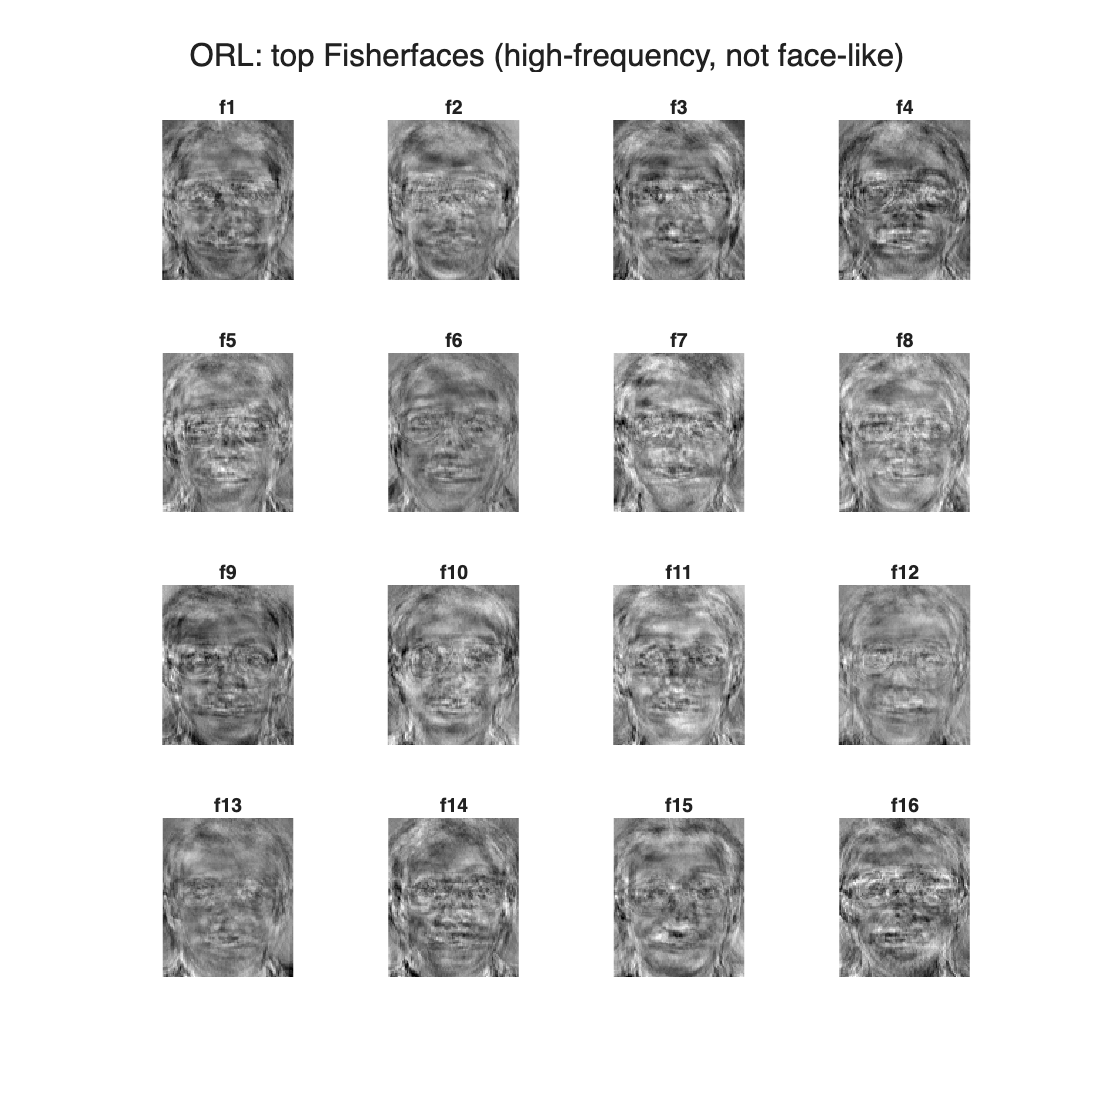 ORL: top Fisherfaces (high-frequency, not face-like)
f1 f2 f3 f4
f5 f6 f7 f8
f9 f10 f11 f12
f13 f14 f15 f16